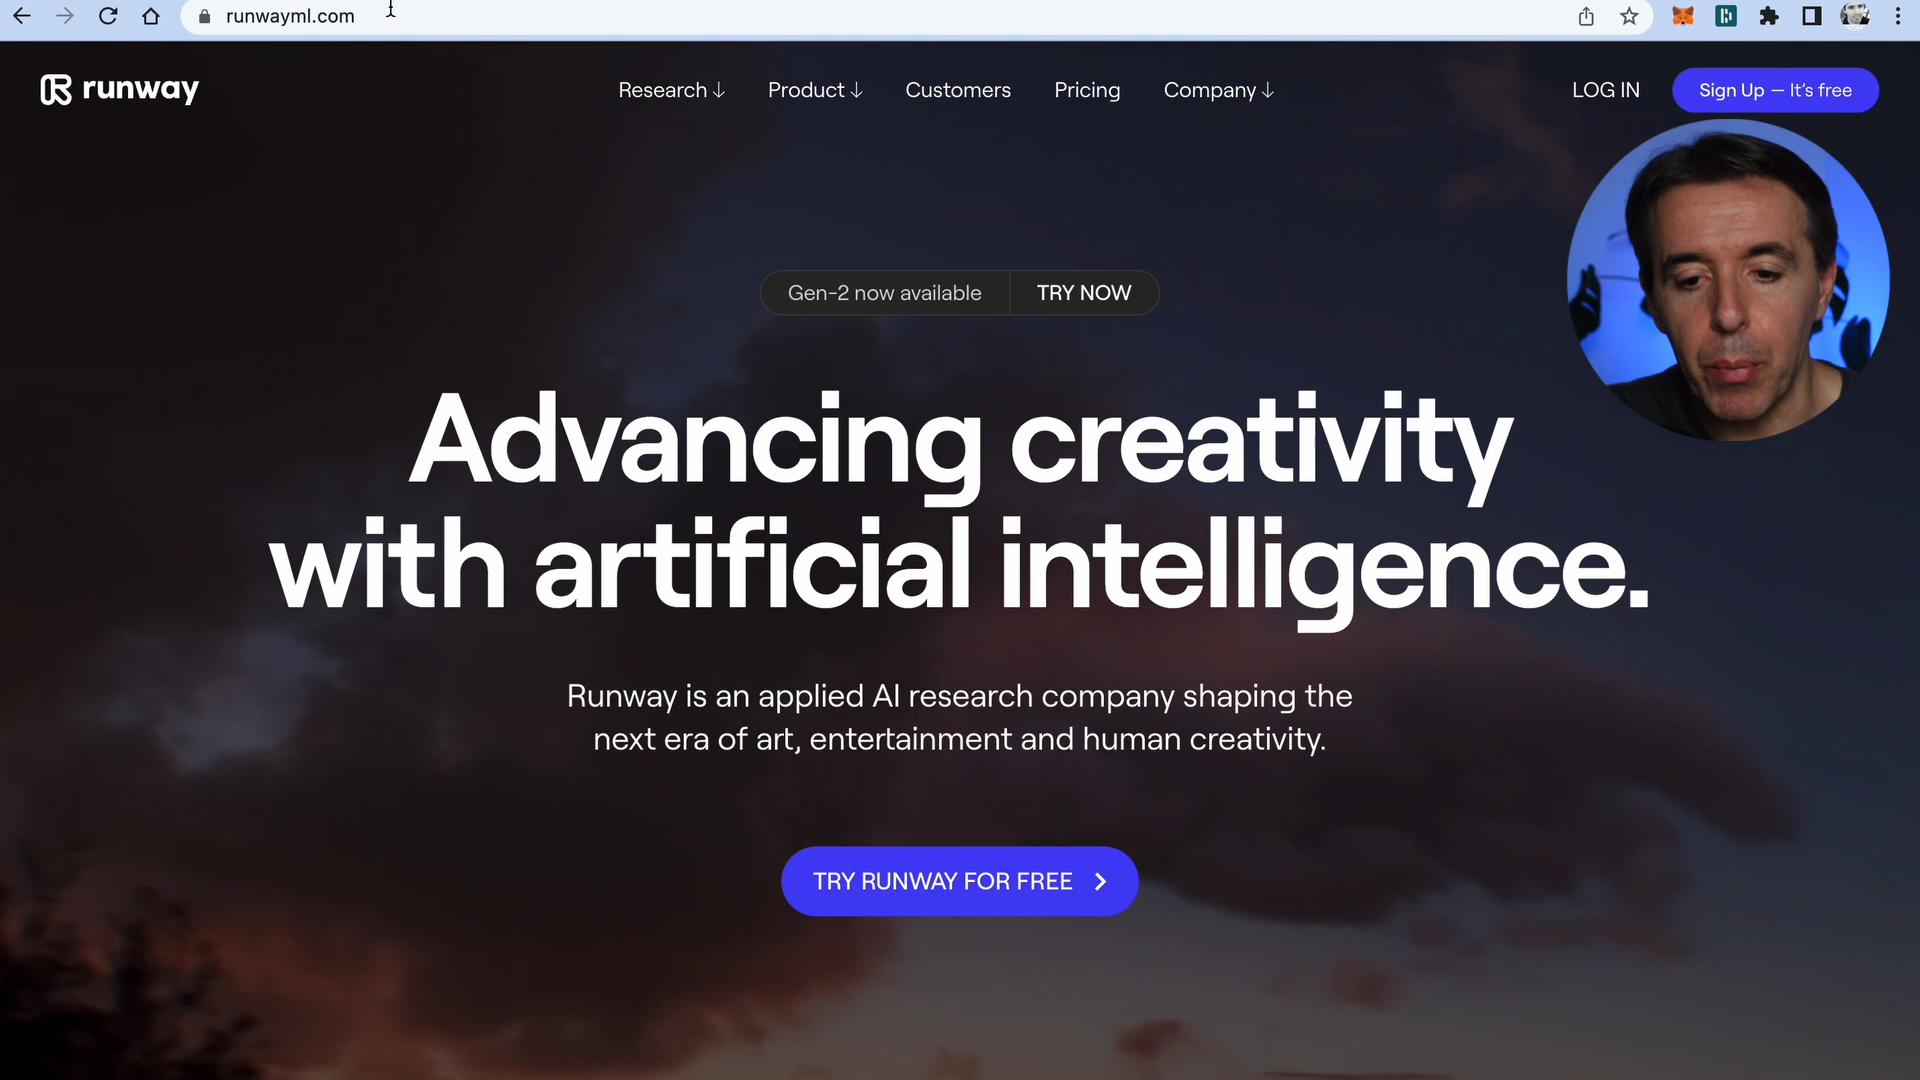 runwayml.com
runway
Research ↓ Product ↓ Customers Pricing Company ↓
LOG IN
Sign Up — It's free
Gen-2 now available
TRY NOW
Advancing creativity
with artificial intelligence.
Runway is an applied AI research company shaping the
next era of art, entertainment and human creativity.
TRY RUNWAY FOR FREE